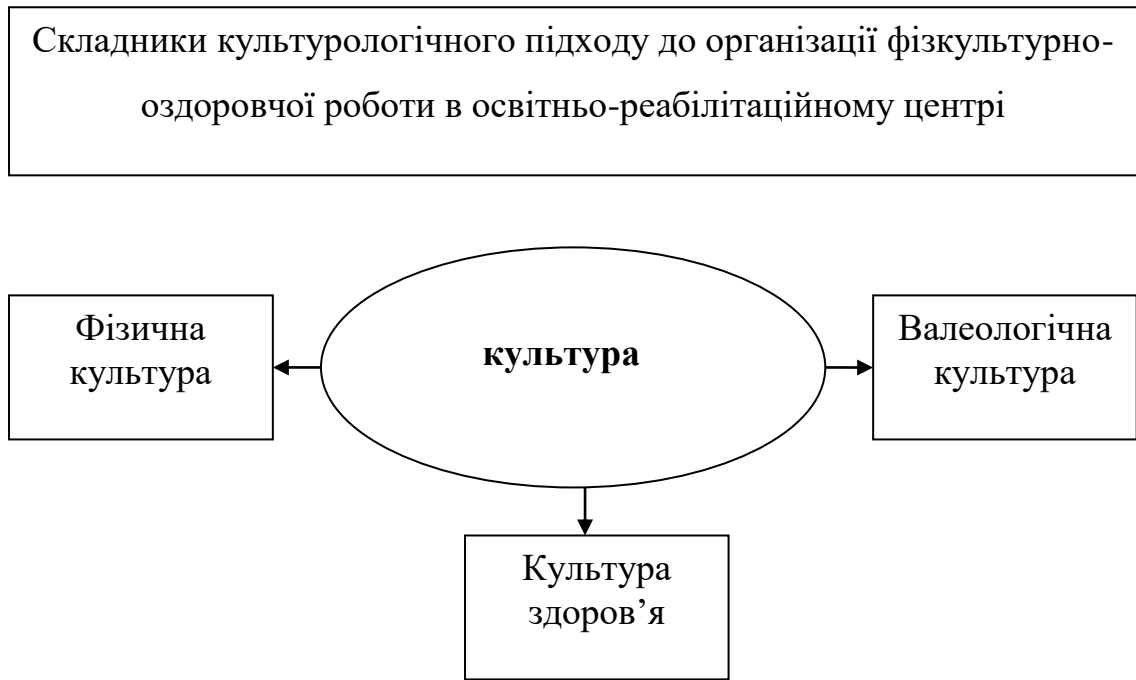 Складники культурологічного підходу до організації фізкультурно-
оздоровчої роботи в освітньо-реабілітаційному центрі
Фізична
культура
культура
Валеологічна
культура
Культура
здоров’я